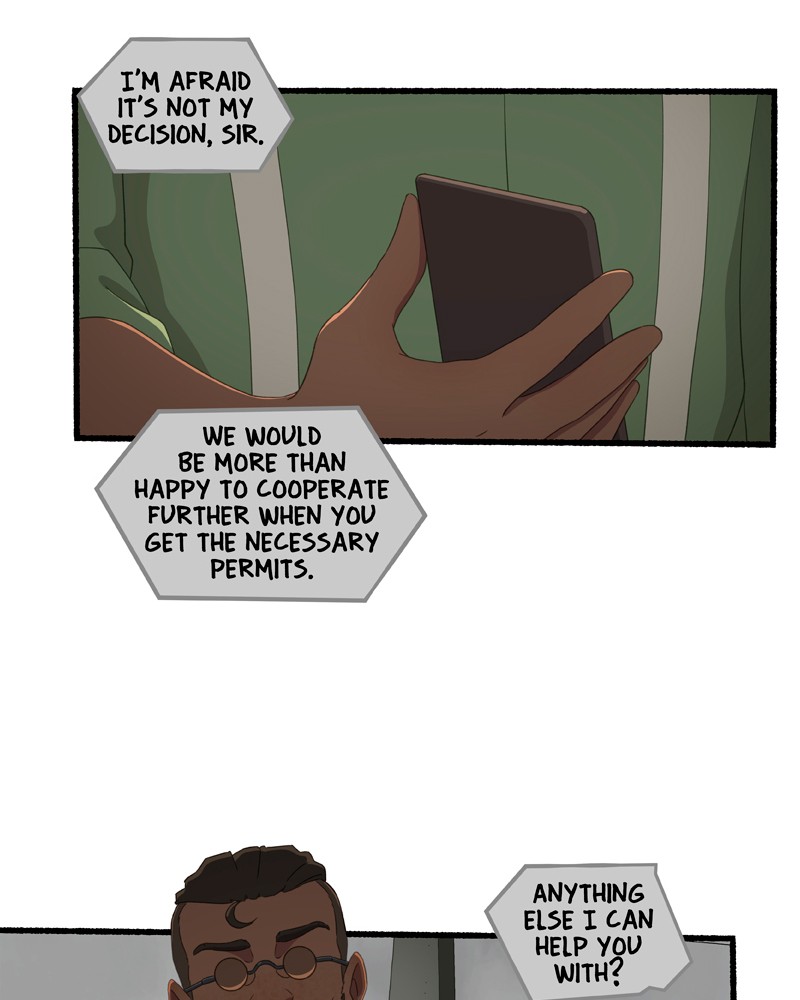 I'M AFRAID
IT'S NOT MY
DECISION, SIR.
WE WOULD
BE MORE THAN
HAPPY TO COOPERATE
FURTHER WHEN YOU
GET THE NECESSARY
PERMITS.
ANYTHING
ELSE I CAN
HELP YOU
WITH?